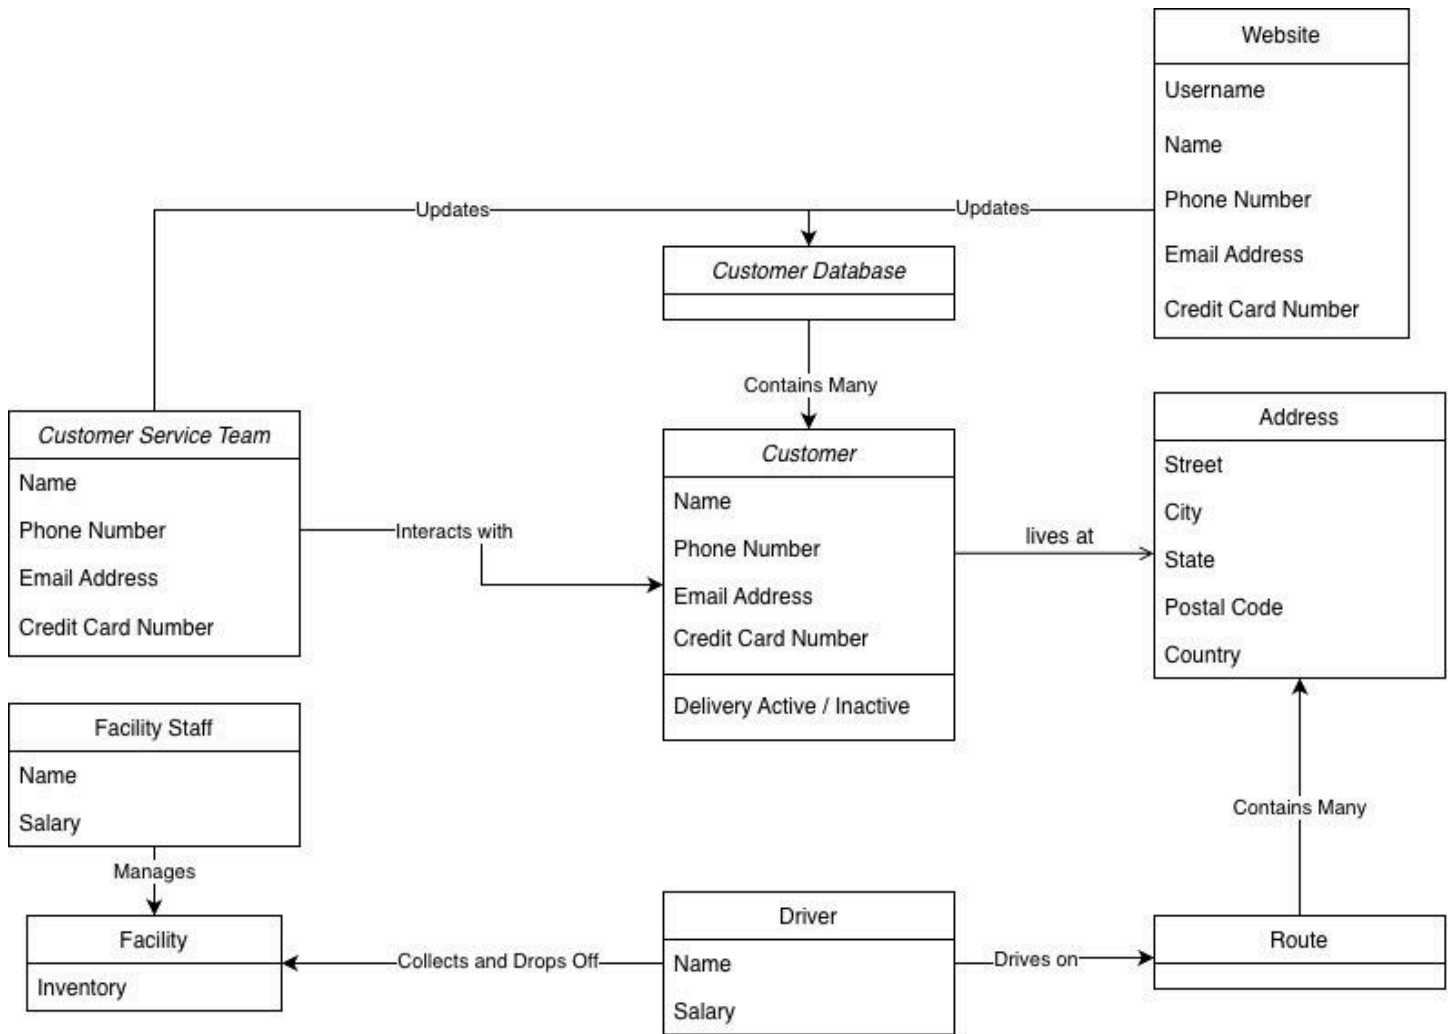 Website
Username
Name
Phone Number
Email Address
Credit Card Number
Updates
Updates
Customer Database
Contains Many
Customer Service Team
Name
Phone Number
Email Address
Credit Card Number
Interacts with
Customer
Name
Phone Number
Email Address
Credit Card Number
Delivery Active / Inactive
lives at
Address
Street
City
State
Postal Code
Country
Facility Staff
Name
Salary
Manages
Contains Many
Facility
Inventory
Collects and Drops Off
Driver
Name
Salary
Drives on
Route